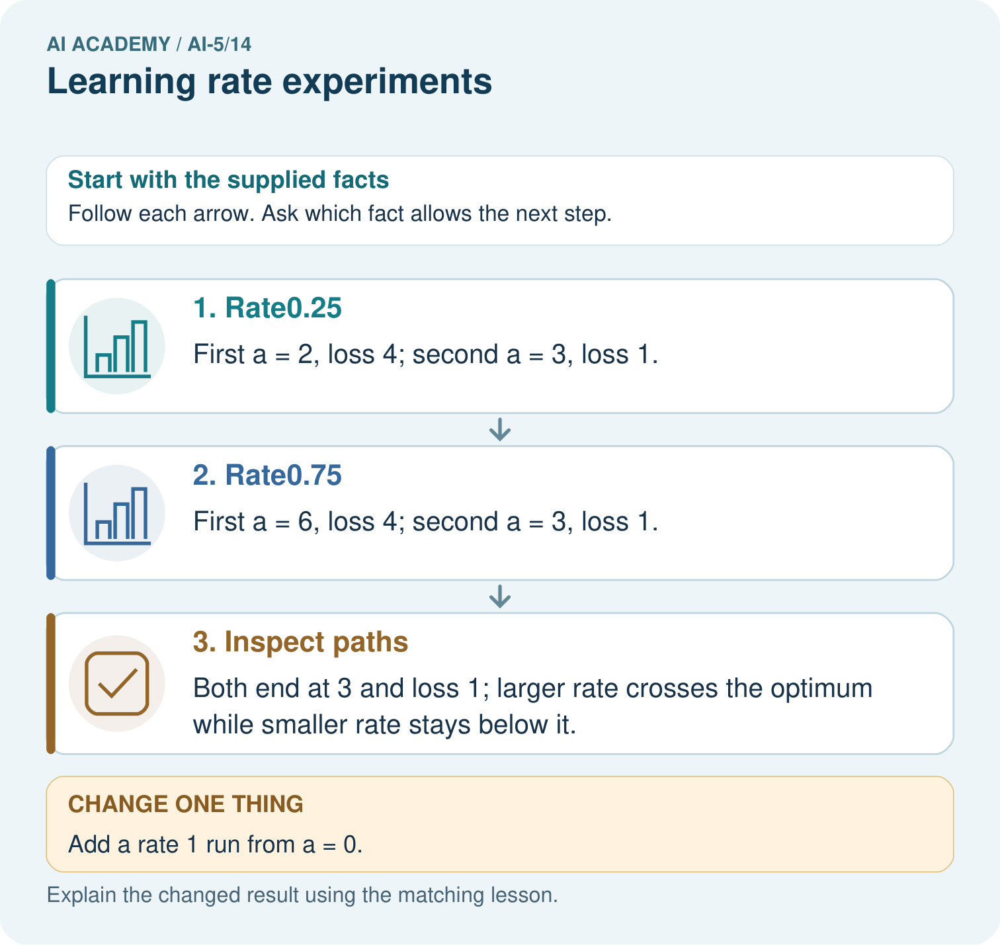 AI ACADEMY / AI-5/14
Learning rate experiments
Start with the supplied facts
Follow each arrow. Ask which fact allows the next step.
1. Rate0.25
First a = 2, loss 4; second a = 3, loss 1.
2. Rate0.75
First a = 6, loss 4; second a = 3, loss 1.
3. Inspect paths
Both end at 3 and loss 1; larger rate crosses the optimum
while smaller rate stays below it.
CHANGE ONE THING
Add a rate 1 run from a = 0.
Explain the changed result using the matching lesson.